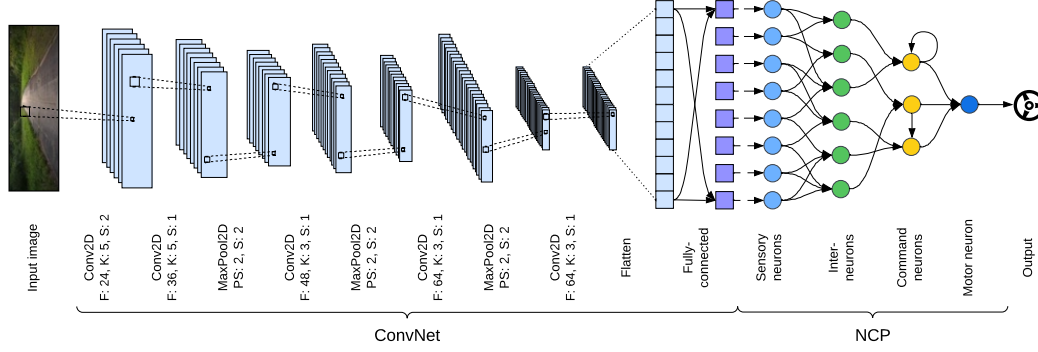 Input image
Conv2D
F: 24, K: 5, S: 2
Conv2D
F: 36, K: 5, S: 1
MaxPool2D
PS: 2, S: 2
Conv2D
F: 48, K: 3, S: 1
MaxPool2D
PS: 2, S: 2
Conv2D
F: 64, K: 3, S: 1
MaxPool2D
PS: 2, S: 2
Conv2D
F: 64, K: 3, S: 1
Flatten
Fully-
connected
Sensory
neurons
Inter-
neurons
Command
neurons
Motor neuron
Output
ConvNet
NCP